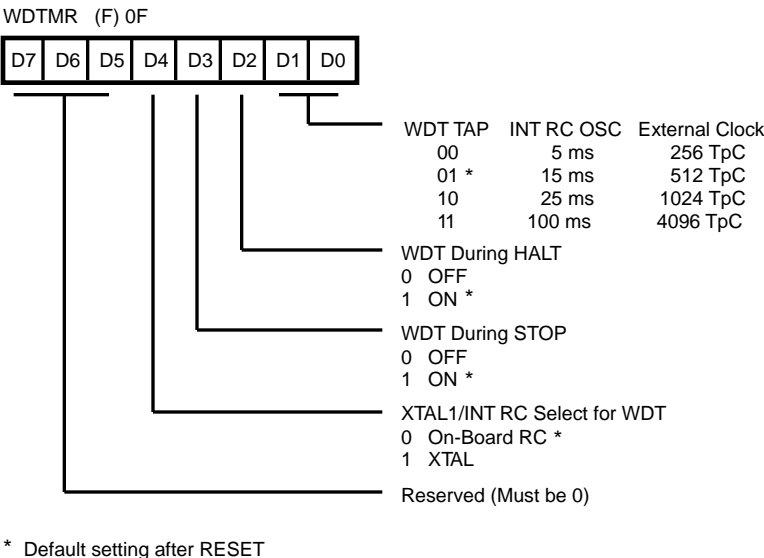 WDTMR (F) 0F
D7 D6 D5 D4 D3 D2 D1 D0
WDT TAP INT RC OSC External Clock
00 5 ms 256 TpC
01 * 15 ms 512 TpC
10 25 ms 1024 TpC
11 100 ms 4096 TpC
WDT During HALT
0 OFF
1 ON *
WDT During STOP
0 OFF
1 ON *
XTAL1/INT RC Select for WDT
0 On-Board RC *
1 XTAL
Reserved (Must be 0)
* Default setting after RESET